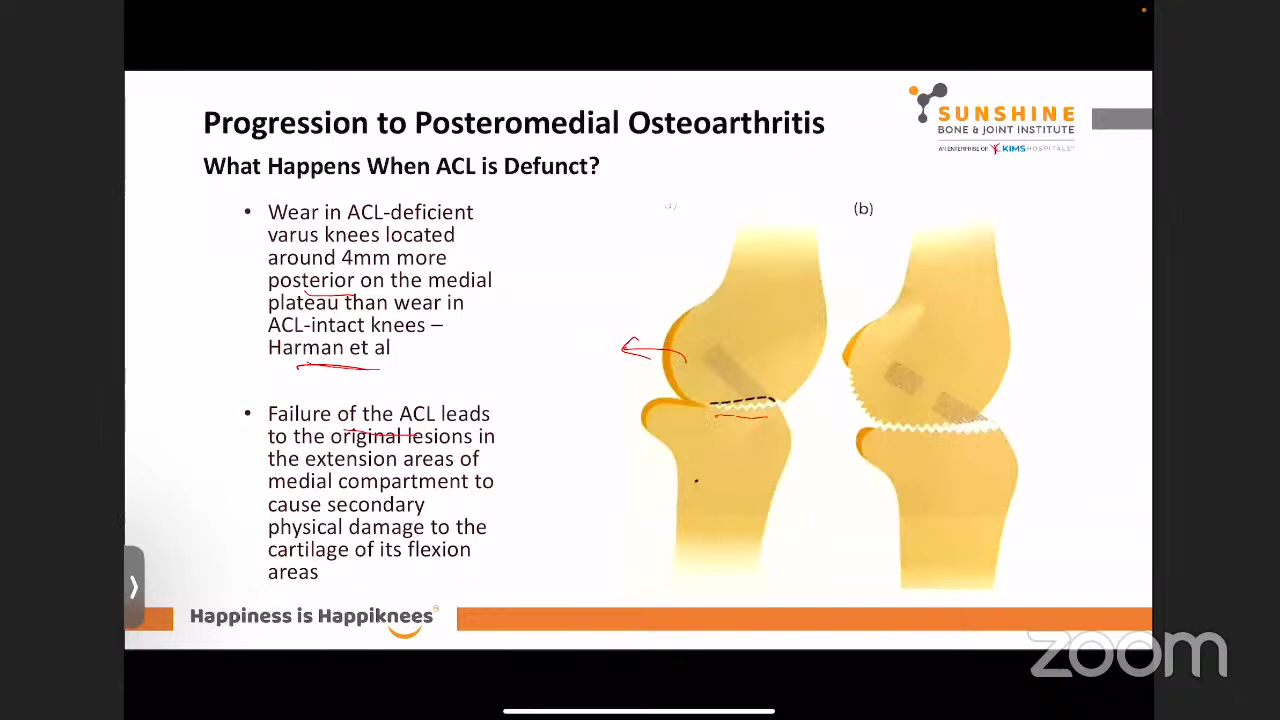 Progression to Posteromedial Osteoarthritis
SUNSHINE
BONE & JOINT INSTITUTE
AN ENTERPRISE OF KIMS HOSPITALS
What Happens When ACL is Defunct?
• Wear in ACL-deficient
varus knees located
around 4mm more
posterior on the medial
plateau than wear in
ACL-intact knees –
Harman et al
• Failure of the ACL leads
to the original lesions in
the extension areas of
medial compartment to
cause secondary
physical damage to the
cartilage of its flexion
areas
a)
(b)
Happiness is Happiknees
zoom